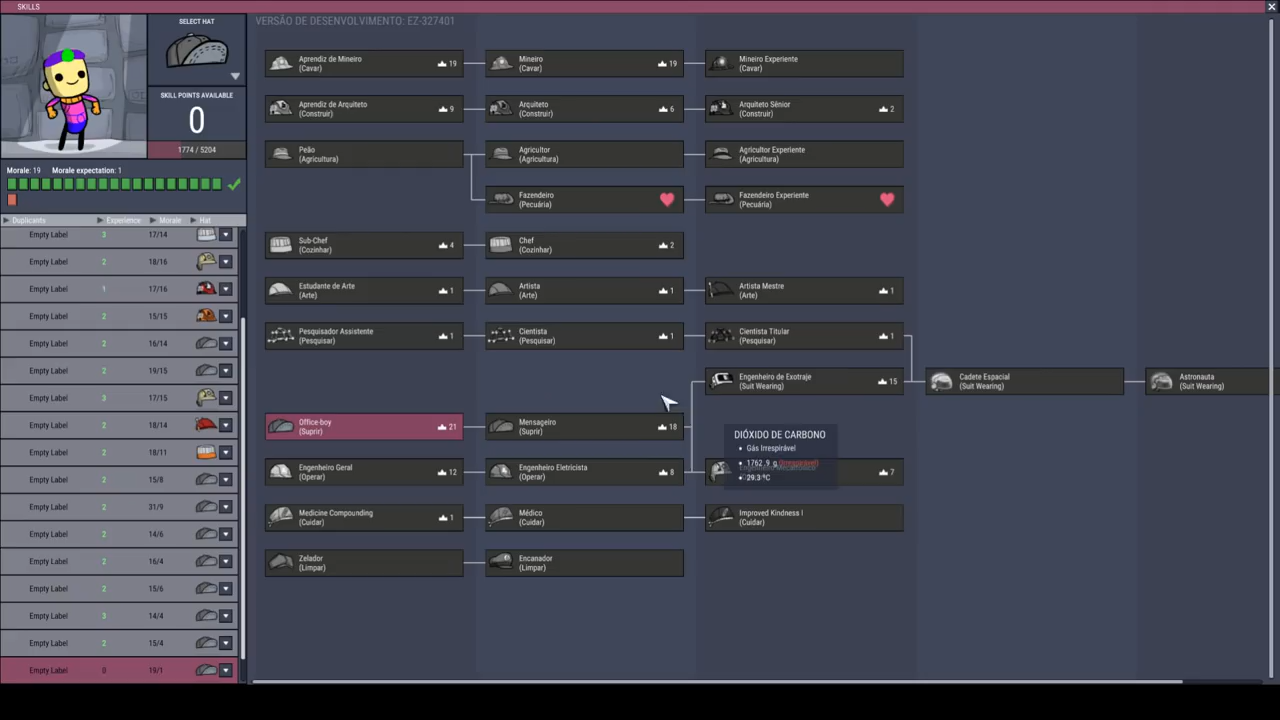 SKILLS
SELECT HAT
SKILL POINTS AVAILABLE
0
1774 / 5204
Morale: 19 Morale expectation: 1
Duplicants Experience Morale Hat
Empty Label 3 17/14
Empty Label 2 18/16
Empty Label 1 17/16
Empty Label 2 15/15
Empty Label 2 16/14
Empty Label 2 19/15
Empty Label 3 17/15
Empty Label 2 18/14
Empty Label 2 18/11
Empty Label 2 15/8
Empty Label 2 31/9
Empty Label 2 14/6
Empty Label 2 16/4
Empty Label 2 15/6
Empty Label 3 14/4
Empty Label 2 15/4
Empty Label 0 19/1
VERSÃO DE DESENVOLVIMENTO: EZ-327401
Aprendiz de Mineiro
(Cavar)
19
Mineiro
(Cavar)
19
Mineiro Experiente
(Cavar)
Aprendiz de Arquiteto
(Construir)
9
Arquiteto
(Construir)
6
Arquiteto Sênior
(Construir)
2
Peão
(Agricultura)
Agricultor
(Agricultura)
Agricultor Experiente
(Agricultura)
Fazendeiro
(Pecuária)
Fazendeiro Experiente
(Pecuária)
Sub-Chef
(Cozinhar)
4
Chef
(Cozinhar)
2
Estudante de Arte
(Arte)
1
Artista
(Arte)
1
Artista Mestre
(Arte)
1
Pesquisador Assistente
(Pesquisar)
1
Cientista
(Pesquisar)
1
Cientista Titular
(Pesquisar)
1
Engenheiro de Exotraje
(Suit Wearing)
15
Cadete Espacial
(Suit Wearing)
Astronauta
(Suit Wearing)
Office-boy
(Suprir)
21
Mensageiro
(Suprir)
18
DIÓXIDO DE CARBONO
• Gás Irrespirável
• 1762.9 g (Irrespirável)
• 29.3 °C
Engenheiro Geral
(Operar)
12
Engenheiro Eletricista
(Operar)
8
7
Medicine Compounding
(Cuidar)
1
Médico
(Cuidar)
Improved Kindness I
(Cuidar)
Zelador
(Limpar)
Encanador
(Limpar)